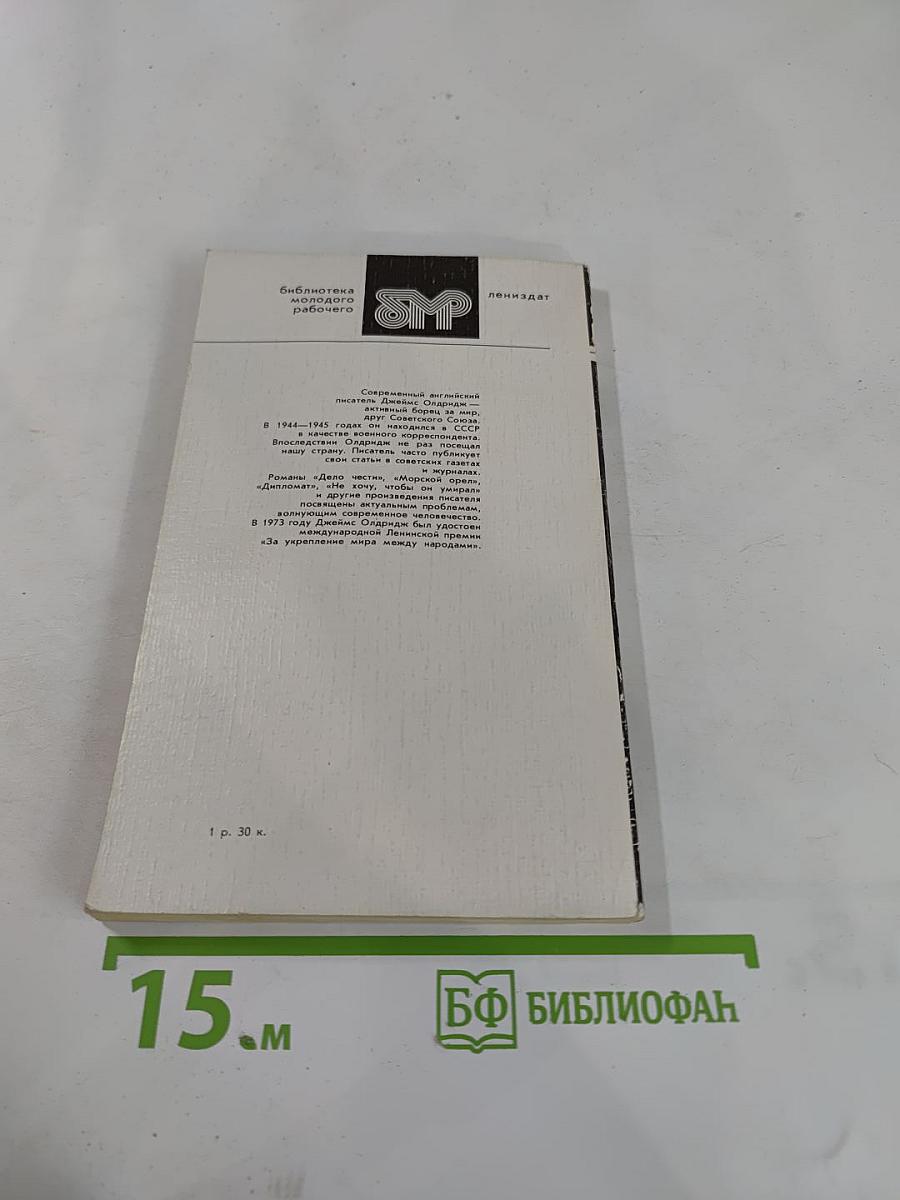 библиотека
молодого
рабочего
бмр
лениздат
Современный английский
писатель Джеймс Олдридж —
активный борец за мир,
друг Советского Союза.
В 1944—1945 годах он находился в СССР
в качестве военного корреспондента.
Впоследствии Олдридж не раз посещал
нашу страну. Писатель часто публикует
свои статьи в советских газетах
и журналах.
Романы «Дело чести», «Морской орел»,
«Дипломат», «Не хочу, чтобы он умирал»
и другие произведения писателя
посвящены актуальным проблемам,
волнующим современное человечество.
В 1973 году Джеймс Олдридж был удостоен
международной Ленинской премии
«За укрепление мира между народами».
1 р. 30 к.
15 см
БФ БИБЛИОФАН